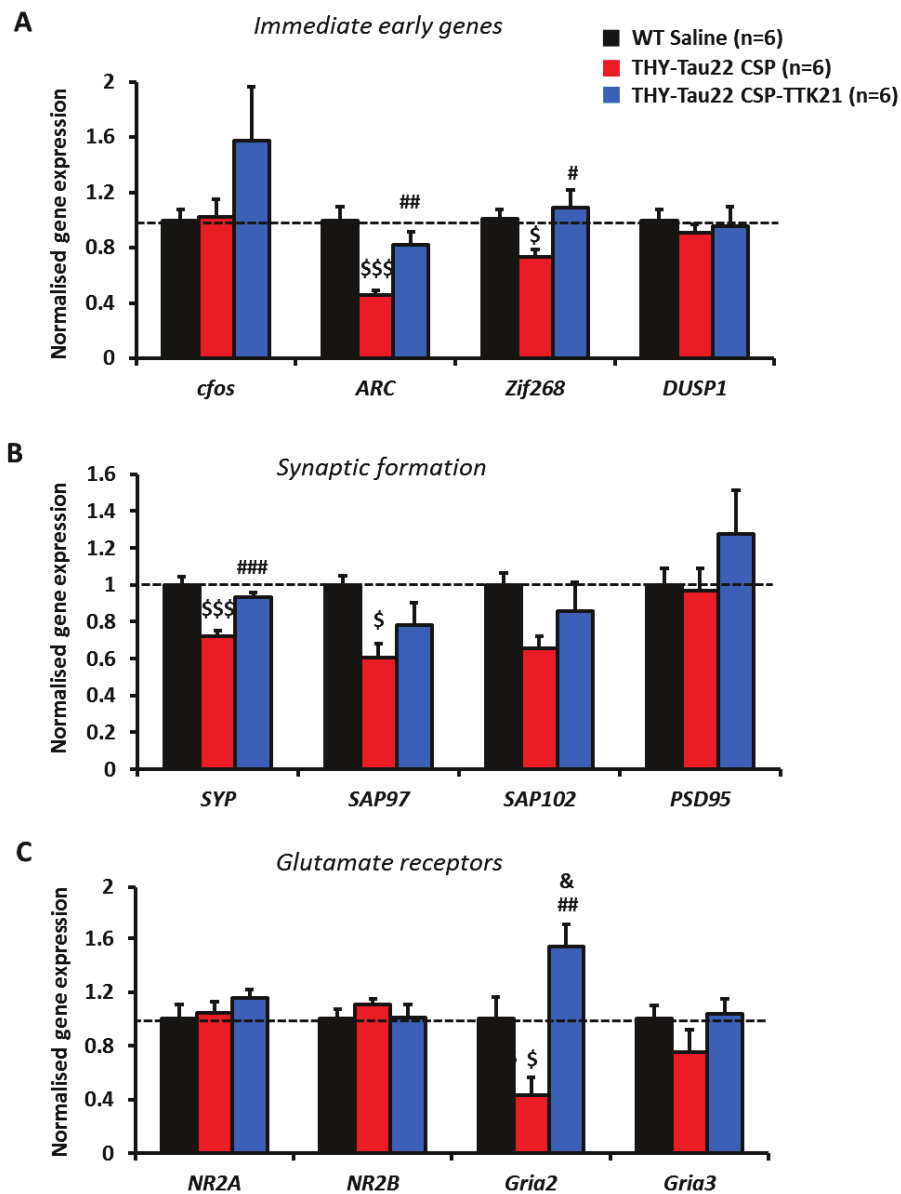 A
Immediate early genes
WT Saline (n=6)
THY-Tau22 CSP (n=6)
THY-Tau22 CSP-TTK21 (n=6)
Normalised gene expression
2
1.6
1.2
0.8
0.4
0
$$$
##
$
#
cfos ARC Zif268 DUSP1
B
Synaptic formation
Normalised gene expression
1.6
1.4
1.2
1
0.8
0.6
0.4
0.2
0
$$$
###
$
SYP SAP97 SAP102 PSD95
C
Glutamate receptors
Normalised gene expression
2
1.6
1.2
0.8
0.4
0
$
&
##
NR2A NR2B Gria2 Gria3